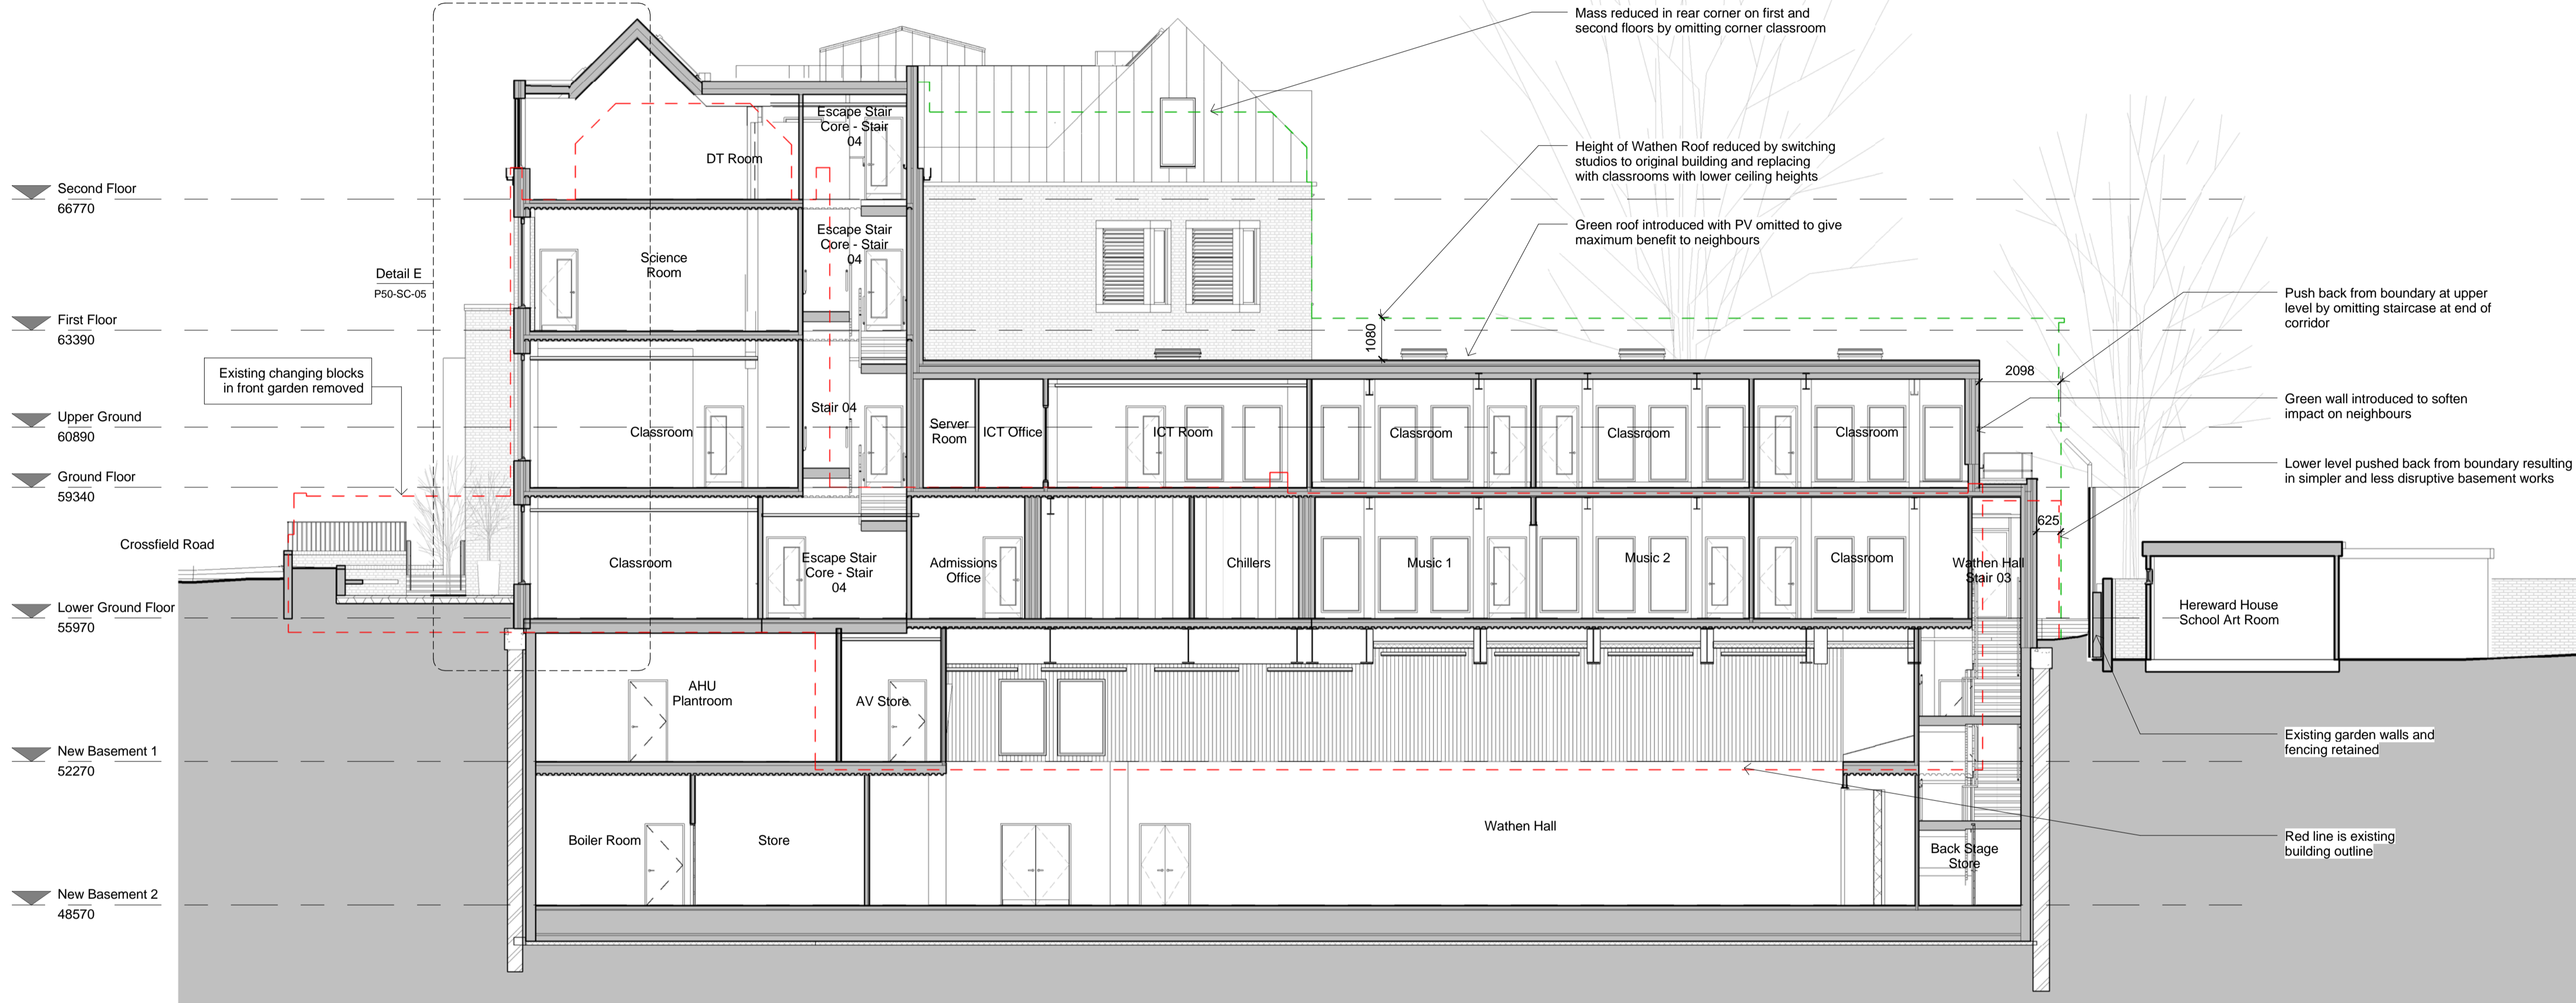 Mass reduced in rear corner on first and
second floors by omitting corner classroom
Escape Stair
Core - Stair
04
DT Room
Height of Wathen Roof reduced by switching
studios to original building and replacing
with classrooms with lower ceiling heights
Second Floor
66770
Green roof introduced with PV omitted to give
maximum benefit to neighbours
Escape Stair
Core - Stair
04
Science
Room
Detail E
P50-SC-05
Push back from boundary at upper
level by omitting staircase at end of
corridor
First Floor
63390
1080
Existing changing blocks
in front garden removed
2098
Green wall introduced to soften
impact on neighbours
Upper Ground
60890
Classroom
Stair 04
Server
Room
ICT Office
ICT Room
Classroom
Classroom
Classroom
Lower level pushed back from boundary resulting
in simpler and less disruptive basement works
Ground Floor
59340
625
Crossfield Road
Classroom
Escape Stair
Core - Stair
04
Admissions
Office
Chillers
Music 1
Music 2
Classroom
Wathen Hall
Stair 03
Hereward House
School Art Room
Lower Ground Floor
55970
AHU
Plantroom
AV Store
Existing garden walls and
fencing retained
New Basement 1
52270
Red line is existing
building outline
Boiler Room
Store
Wathen Hall
Back Stage
Store
New Basement 2
48570